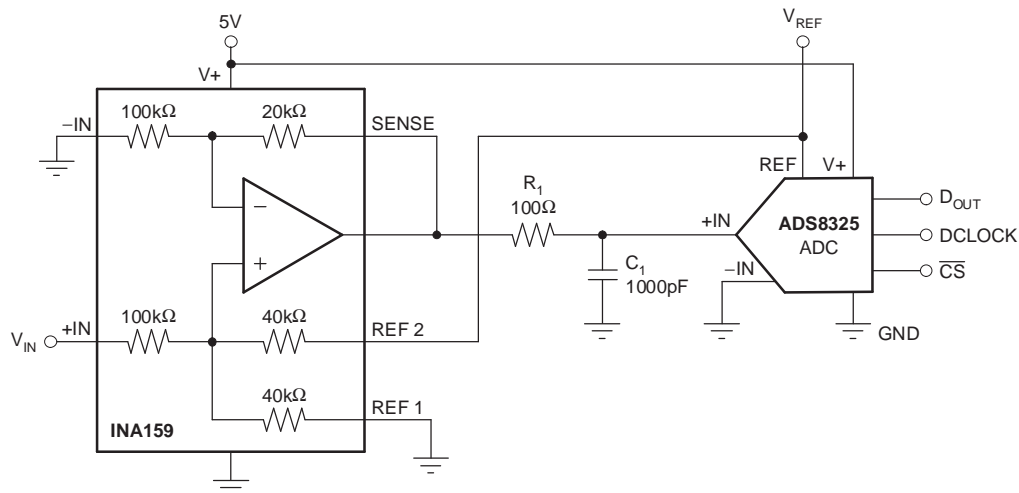 5V
V_REF
V+
100kΩ
20kΩ
−IN
SENSE
REF
V+
R1
100Ω
−
+IN
ADS8325
ADC
DOUT
DCLOCK
CS
−IN
+
C1
1000pF
VIN
+IN
100kΩ
40kΩ
REF 2
GND
40kΩ
REF 1
INA159